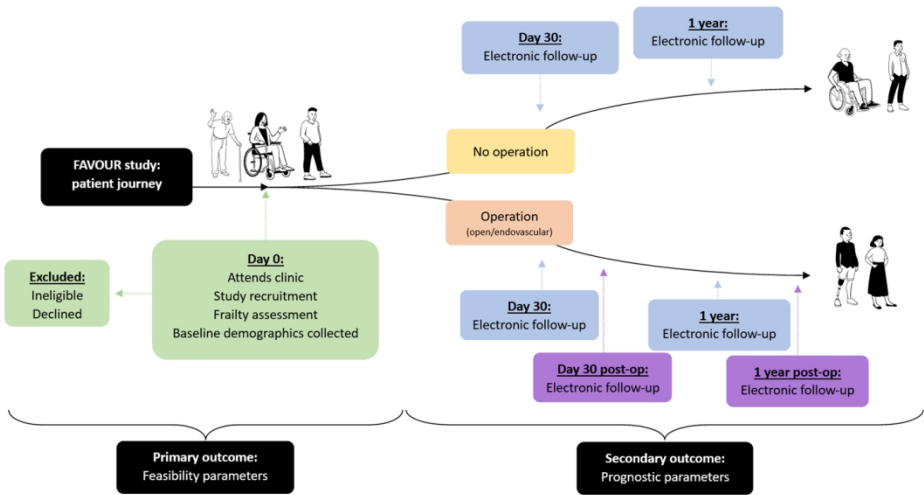 Day 30:
Electronic follow-up
1 year:
Electronic follow-up
No operation
FAVOUR study:
patient journey
Operation
(open/endovascular)
Day 0:
Attends clinic
Study recruitment
Frailty assessment
Baseline demographics collected
Excluded:
Ineligible
Declined
Day 30:
Electronic follow-up
1 year:
Electronic follow-up
Day 30 post-op:
Electronic follow-up
1 year post-op:
Electronic follow-up
Primary outcome:
Feasibility parameters
Secondary outcome:
Prognostic parameters